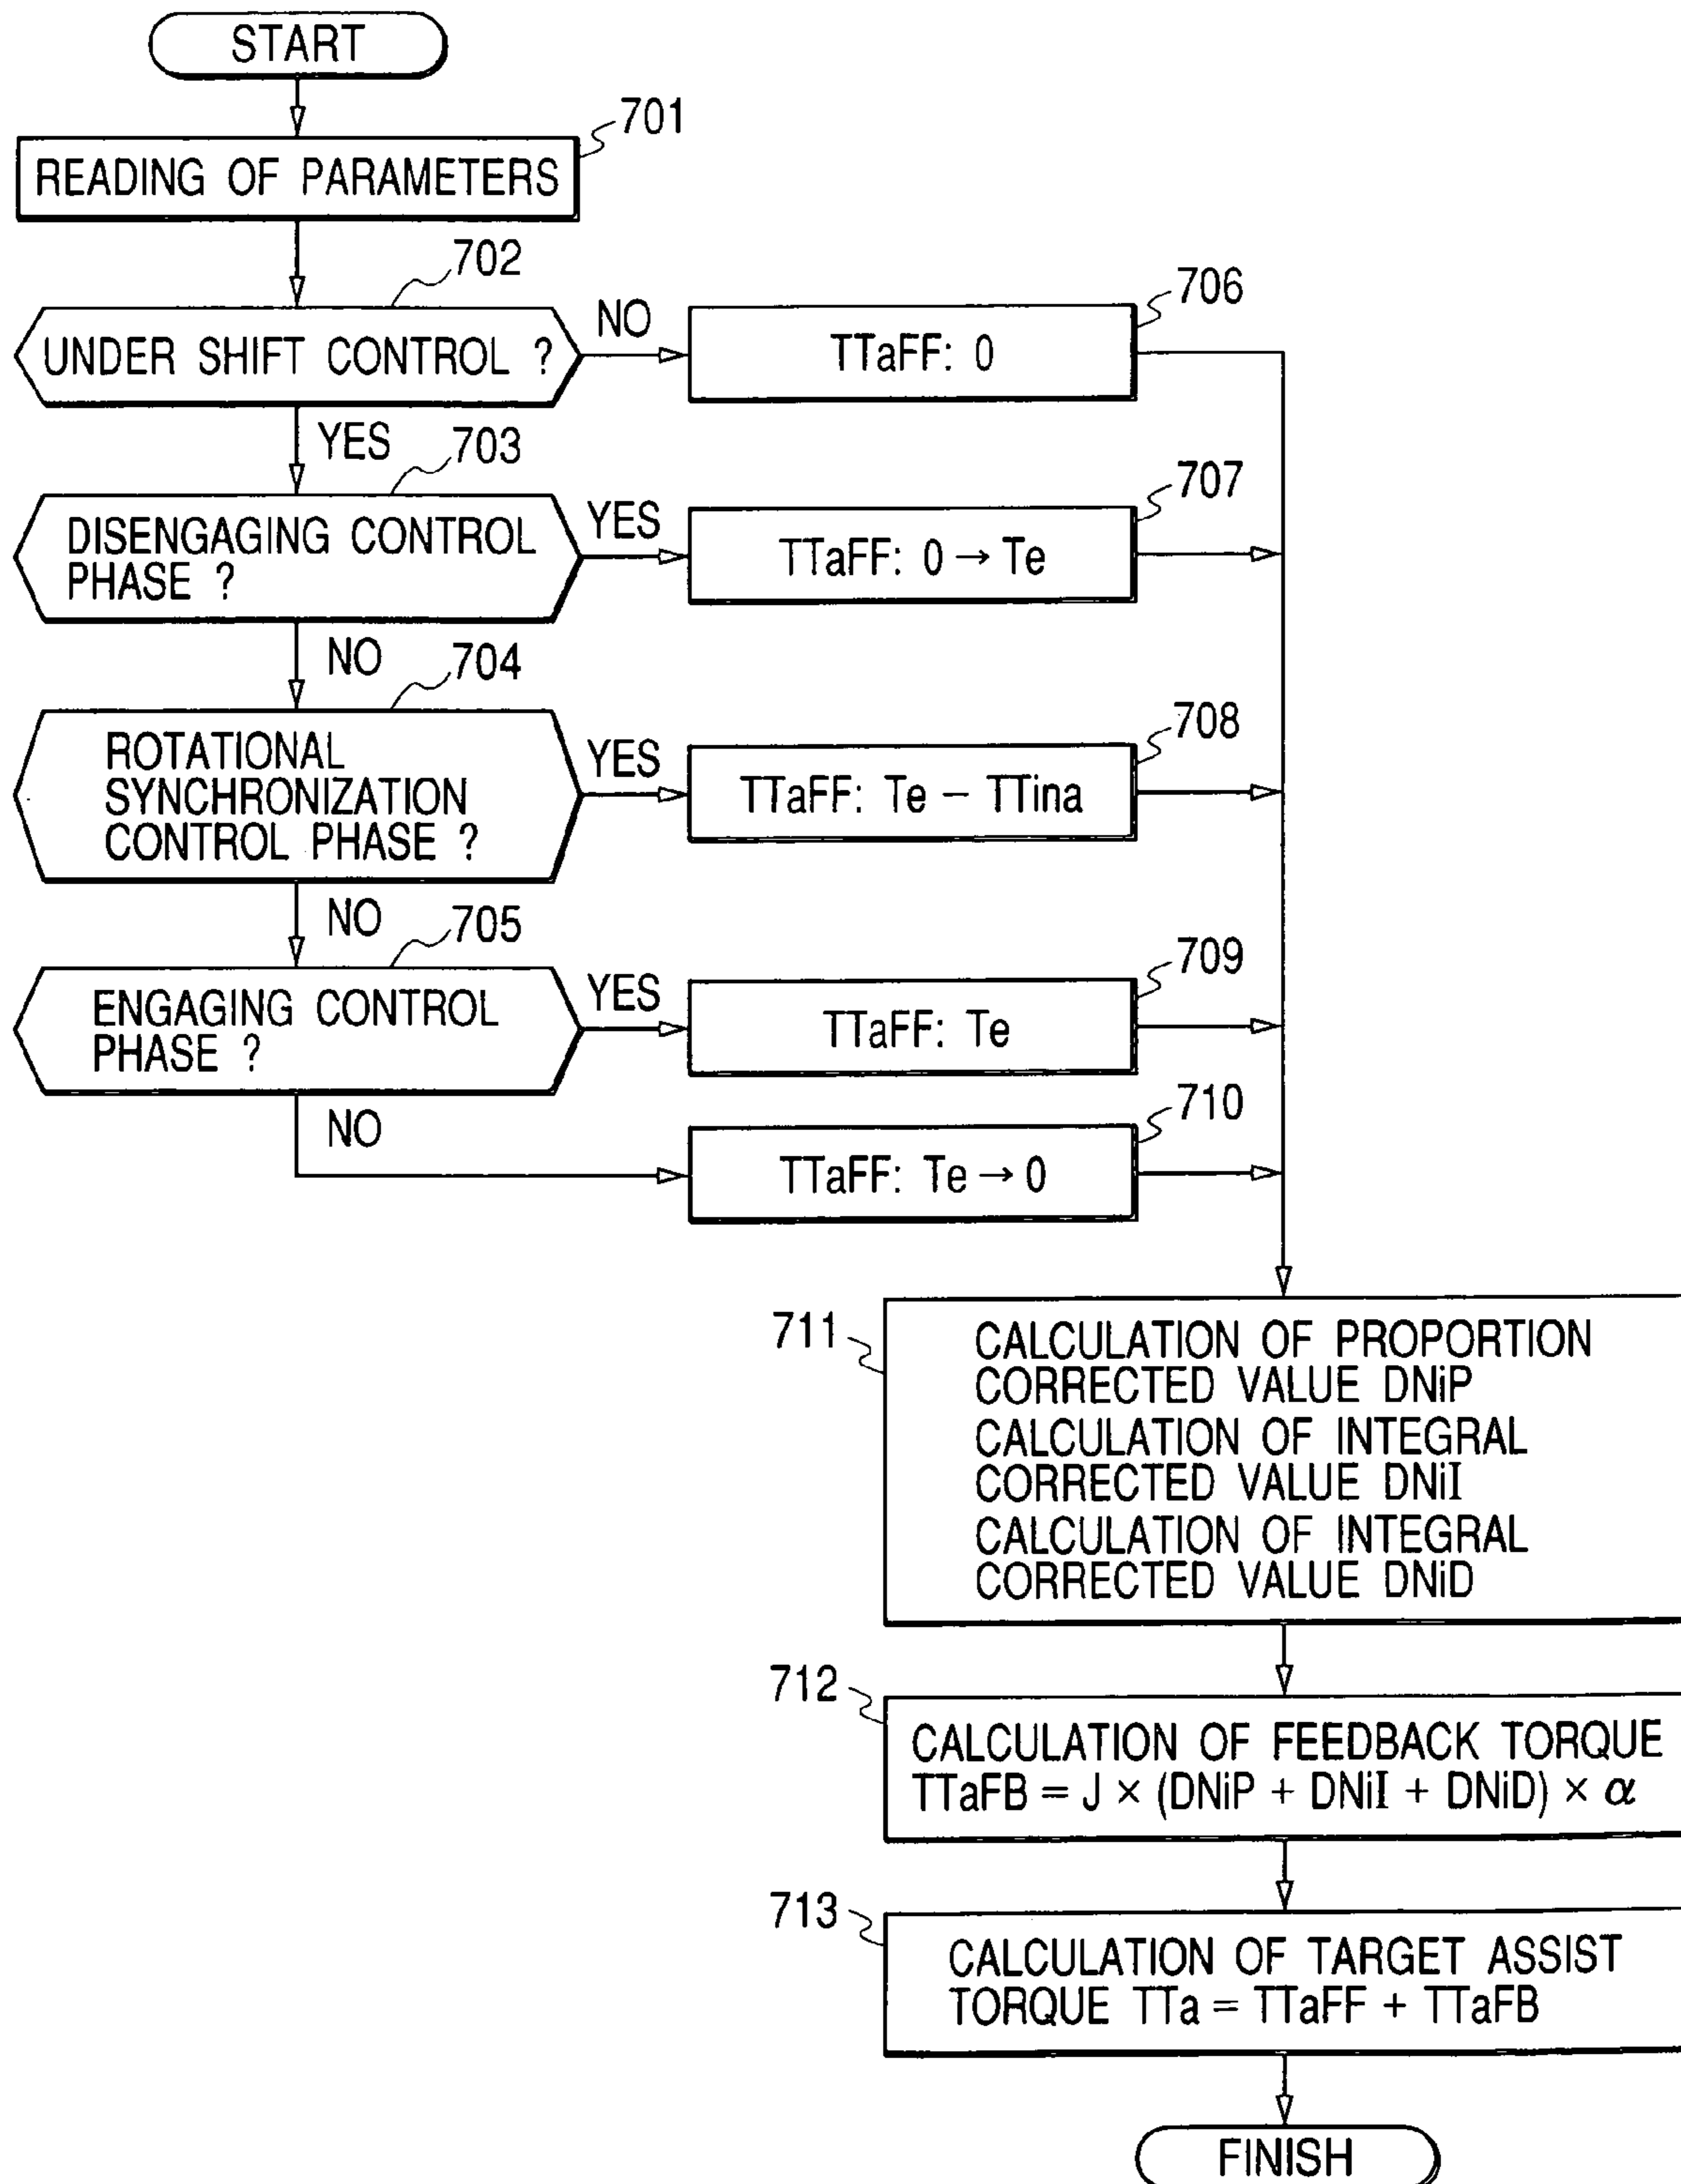 START
701
READING OF PARAMETERS
702
UNDER SHIFT CONTROL ?
NO
706
TTaFF: 0
YES
703
DISENGAGING CONTROL
PHASE ?
YES
707
TTaFF: 0 → Te
NO
704
ROTATIONAL
SYNCHRONIZATION
CONTROL PHASE ?
YES
708
TTaFF: Te − TTina
NO
705
ENGAGING CONTROL
PHASE ?
YES
709
TTaFF: Te
NO
710
TTaFF: Te → 0
711
CALCULATION OF PROPORTION
CORRECTED VALUE DNiP
CALCULATION OF INTEGRAL
CORRECTED VALUE DNiI
CALCULATION OF INTEGRAL
CORRECTED VALUE DNiD
712
CALCULATION OF FEEDBACK TORQUE
TTaFB = J × (DNiP + DNiI + DNiD) × α
713
CALCULATION OF TARGET ASSIST
TORQUE TTa = TTaFF + TTaFB
FINISH